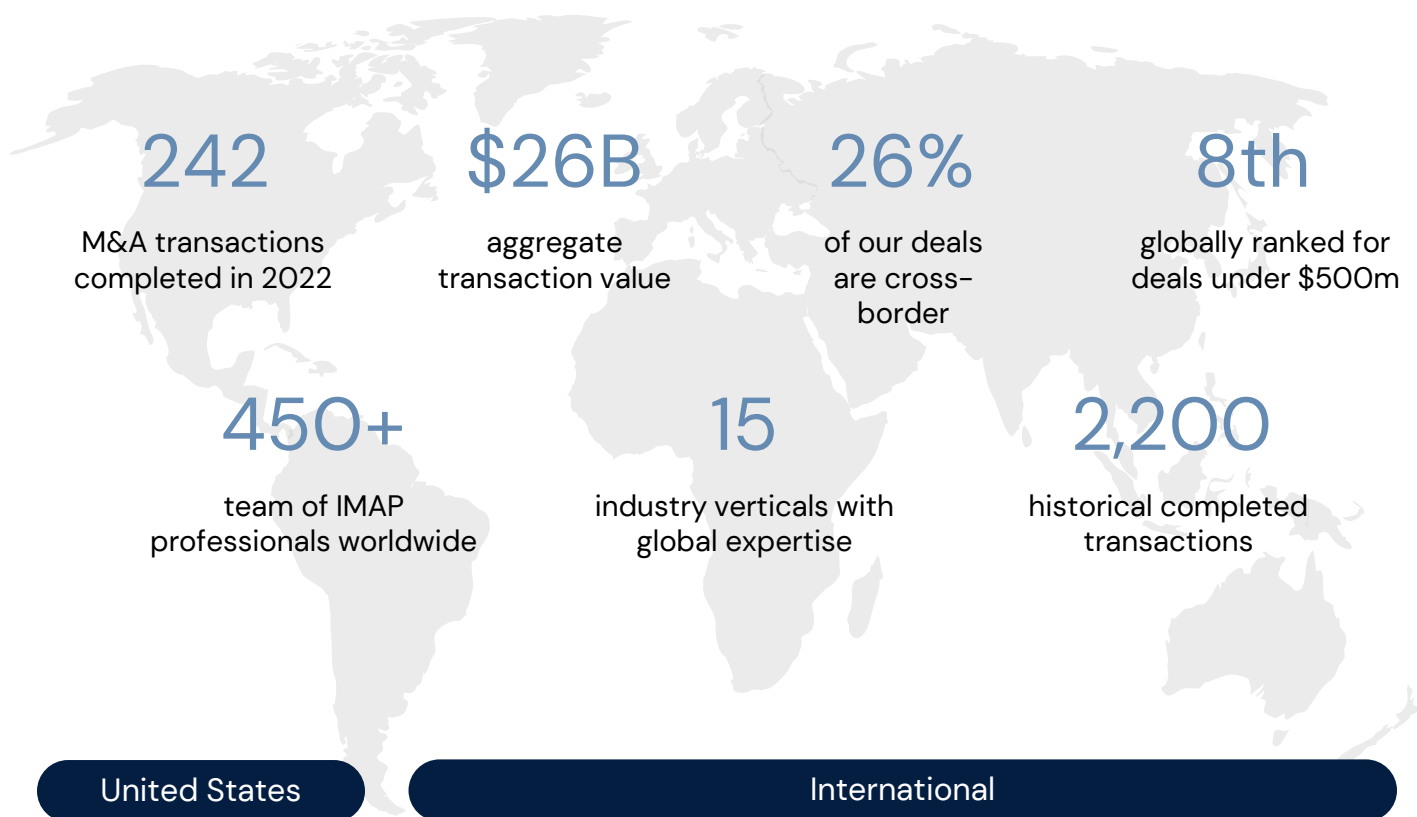 242
M&A transactions
completed in 2022
$26B
aggregate
transaction value
26%
of our deals
are cross-
border
8th
globally ranked for
deals under $500m
450+
team of IMAP
professionals worldwide
15
industry verticals with
global expertise
2,200
historical completed
transactions
United States
International